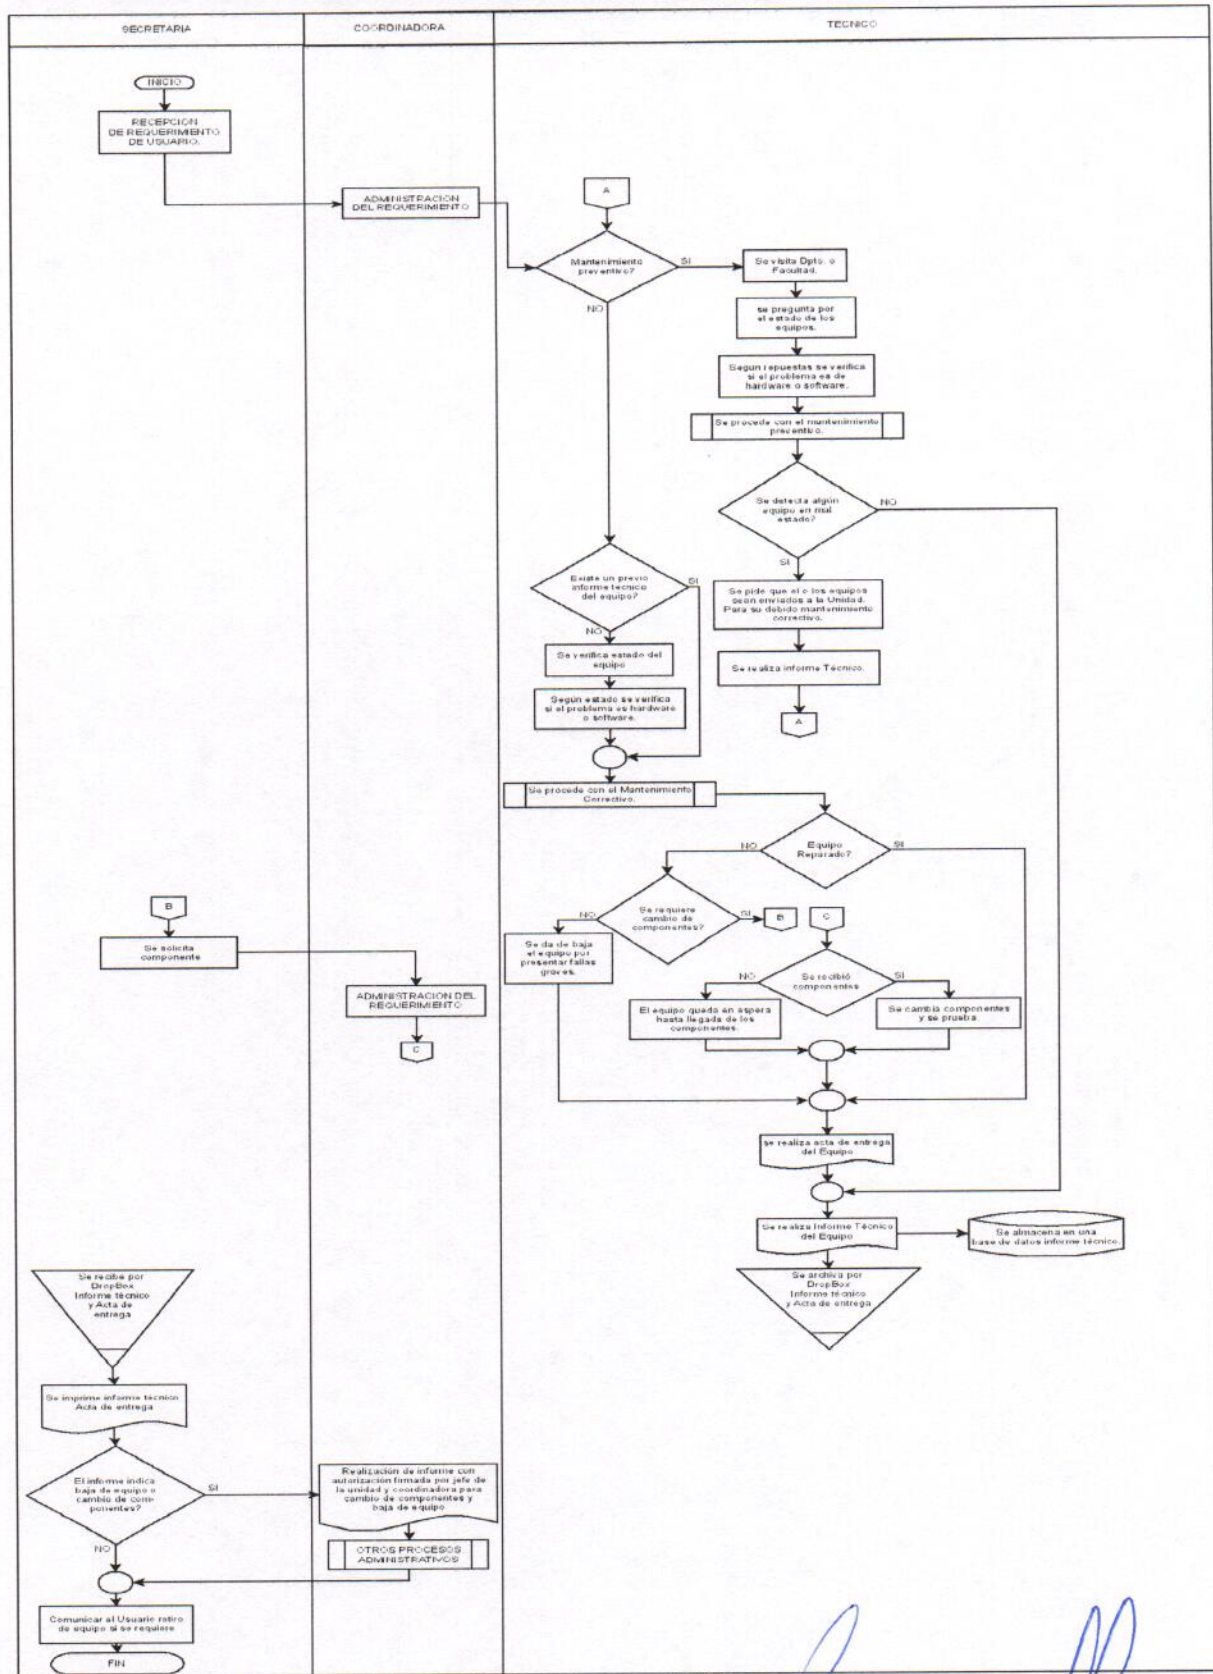 SECRETARIA
COORDINADORA
TECNICO
INICIO
RECEPCION
DE REQUERIMIENTO
DE USUARIO.
ADMINISTRACION
DEL REQUERIMIENTO
A
Mantenimiento
preventivo?
SI
NO
Se visita Dpto. o
Facultad.
se pregunta por
el estado de los
equipos.
Segun repuestas se verifica
si el problema es de
hardware o software.
Se procede con el mantenimiento
preventivo.
Se detecta algún
equipo en mal
estado?
NO
SI
Se pide que el o los equipos
sean enviados a la Unidad.
Para su debido mantenimiento
correctivo.
Se realiza informe Técnico.
A
Existe un previo
informe tecnico
del equipo?
SI
NO
Se verifica estado del
equipo
Según estado se verifica
si el problema es hardware
o software.
Se procede con el Mantenimiento
Correctivo.
Equipo
Reparado?
NO
SI
Se requiere
cambio de
componentes?
NO
SI
B
C
Se da de baja
el equipo por
presentar fallas
graves.
Se recibió
componentes
NO
SI
El equipo queda en espera
hasta llegada de los
componentes.
Se cambia componentes
y se prueba.
B
Se solicita
componente
ADMINISTRACION DEL
REQUERIMIENTO
C
se realiza acta de entrega
del Equipo
Se realiza Informe Técnico
del Equipo
Se almacena en una
base de datos informe técnico.
Se archiva por
DropBox
Informe técnico
y Acta de
entrega
Se recibe por
DropBox
Informe técnico
y Acta de
entrega
Se imprime informe técnico
Acta de entrega
El informe indica
baja de equipo o
cambio de com-
ponentes?
SI
NO
Realización de informe con
autorización firmada por jefe de
la unidad y coordinadora para
cambio de componentes y
baja de equipo
OTROS PROCESOS
ADMINISTRATIVOS
Comunicar al Usuario retiro
de equipo si se requiere
FIN